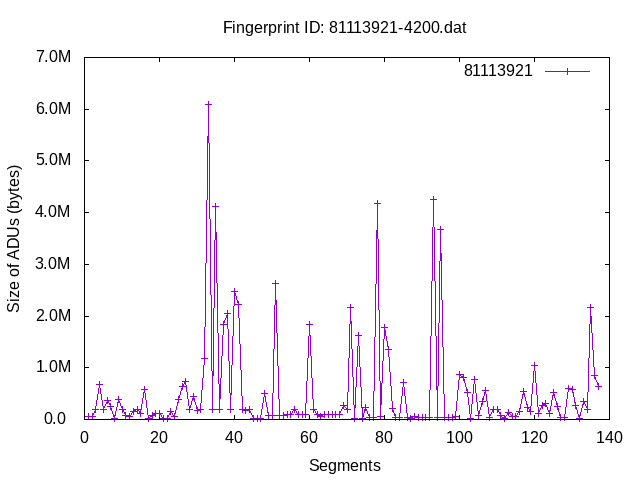 Fingerprint ID: 81113921-4200.dat
7.0M
81113921
6.0M
5.0M
4.0M
3.0M
2.0M
1.0M
0.0
Size of ADUs (bytes)
0 20 40 60 80 100 120 140
Segments